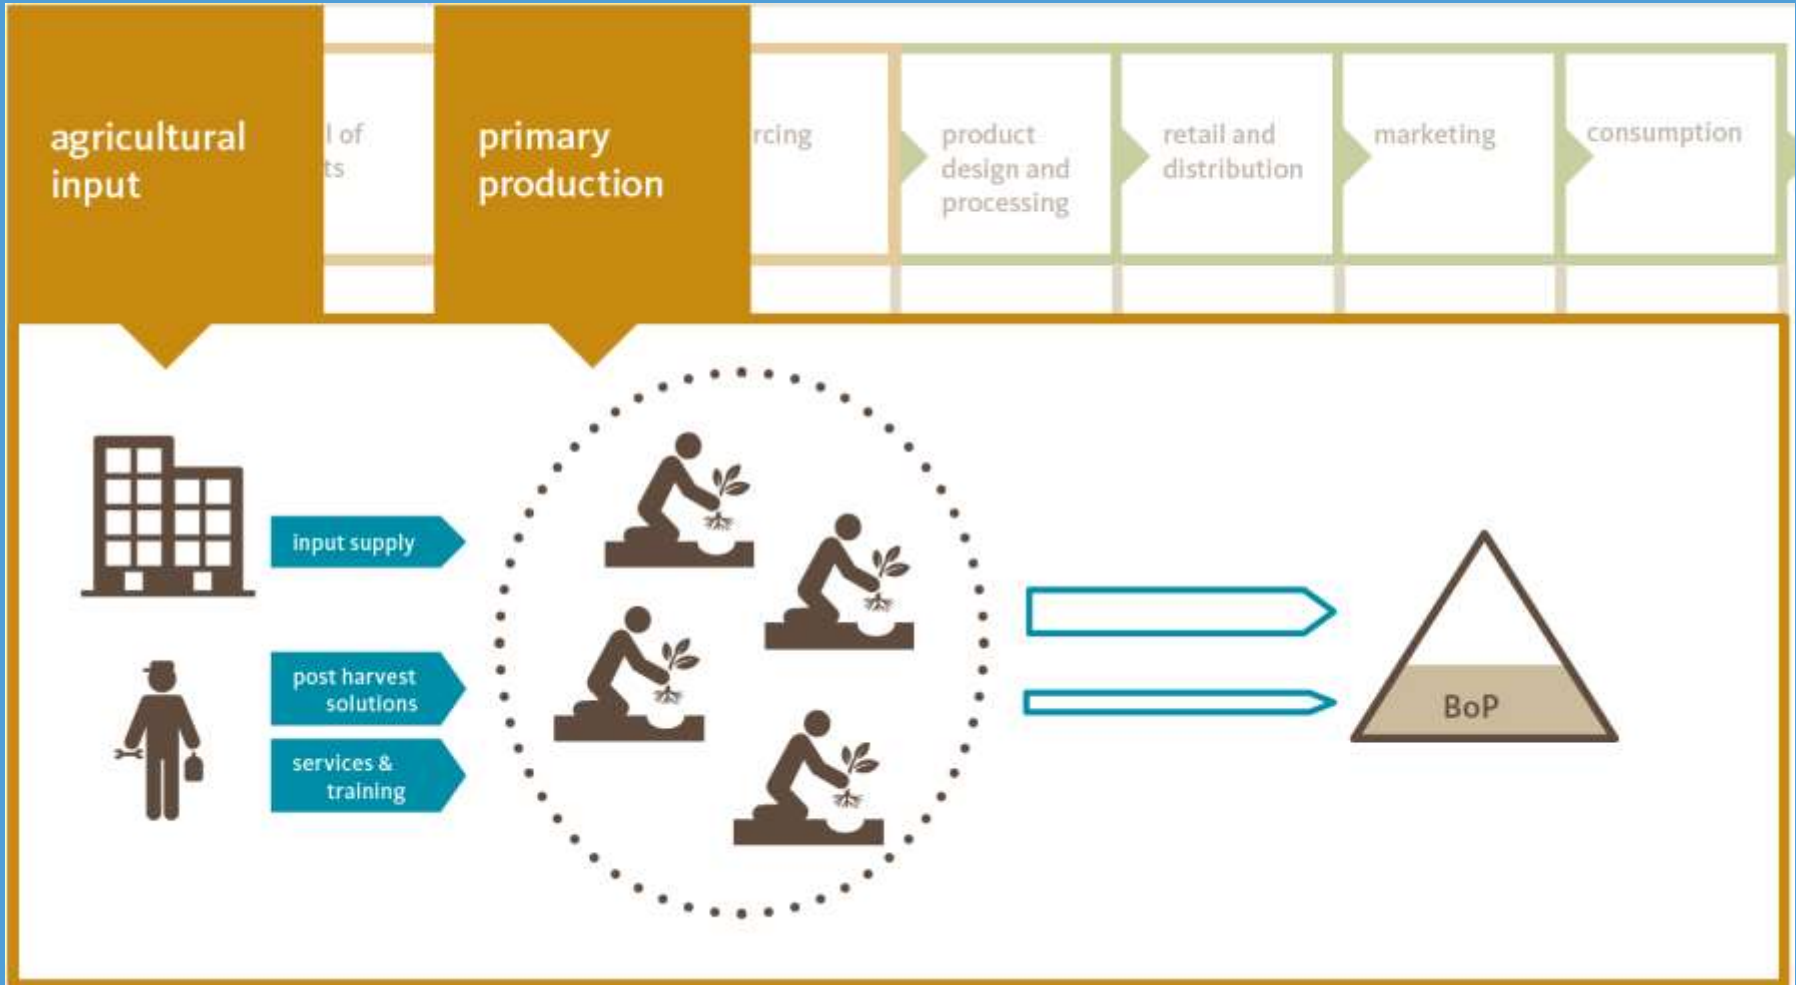 agricultural
input
l of
ts
primary
production
rcing
product
design and
processing
retail and
distribution
marketing
consumption
input supply
post harvest
solutions
services &
training
BoP